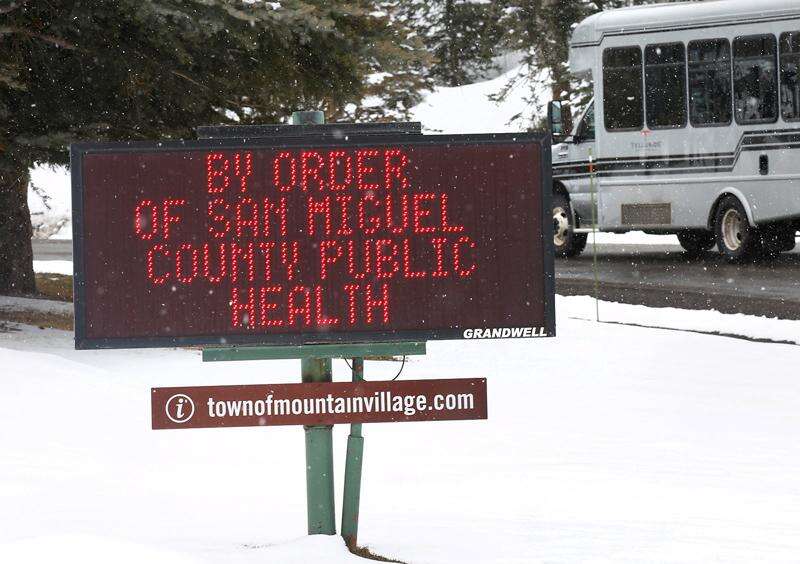 BY ORDER
OF SAN MIGUEL
COUNTY PUBLIC
HEALTH
GRANDWELL
i townofmountainvillage.com